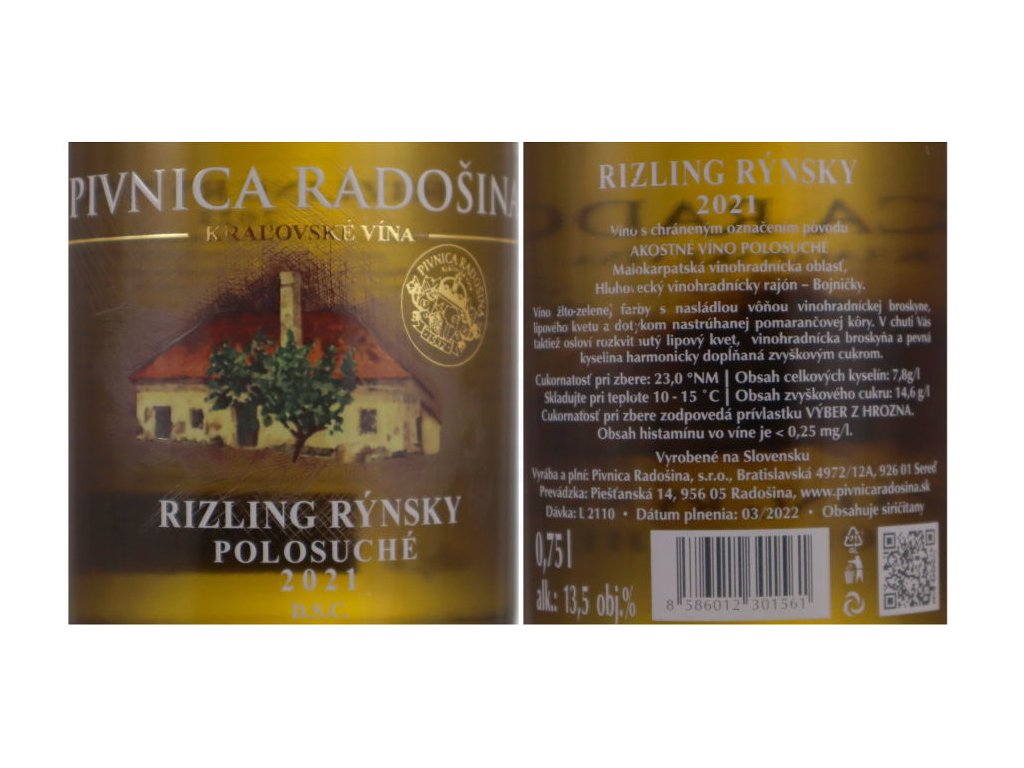 PIVNICA RADOŠINA
KRAĽOVSKÉ VÍNA
PIVNICA RADOŠINA
RIZLING RÝNSKY
POLOSUCHÉ
2021
D.S.C.
RIZLING RÝNSKY
2021
Víno s chráneným označením pôvodu
AKOSTNÉ VÍNO POLOSUCHÉ
Malokarpatská vinohradnícka oblasť,
Hlohovecký vinohradnícky rajón – Bojničky.
Víno žlto-zelenej farby s nasládlou vôňou vinohradníckej broskyne,
lipového kvetu a dotykom nastrúhanej pomarančovej kôry. V chuti Vás
taktiež osloví rozkvitnutý lipový kvet, vinohradnícka broskyňa a pevná
kyselina harmonicky dopĺňaná zvyškovým cukrom.
Cukornatosť pri zbere: 23,0 °NM | Obsah celkových kyselín: 7,8g/l
Skladujte pri teplote 10 - 15 ˚C | Obsah zvyškového cukru: 14,6 g/l
Cukornatosť pri zbere zodpovedá prívlastku VÝBER Z HROZNA.
Obsah histamínu vo víne je < 0,25 mg/l.
Vyrobené na Slovensku
Vyrába a plní: Pivnica Radošina, s.r.o., Bratislavská 4972/12A, 926 01 Sereď
Prevádzka: Piešťanská 14, 956 05 Radošina, www.pivnicaradosina.sk
Dávka: L 2110 • Dátum plnenia: 03/2022 • Obsahuje siričitany
0,75 l
alk.: 13,5 obj.%
8 586012 301561